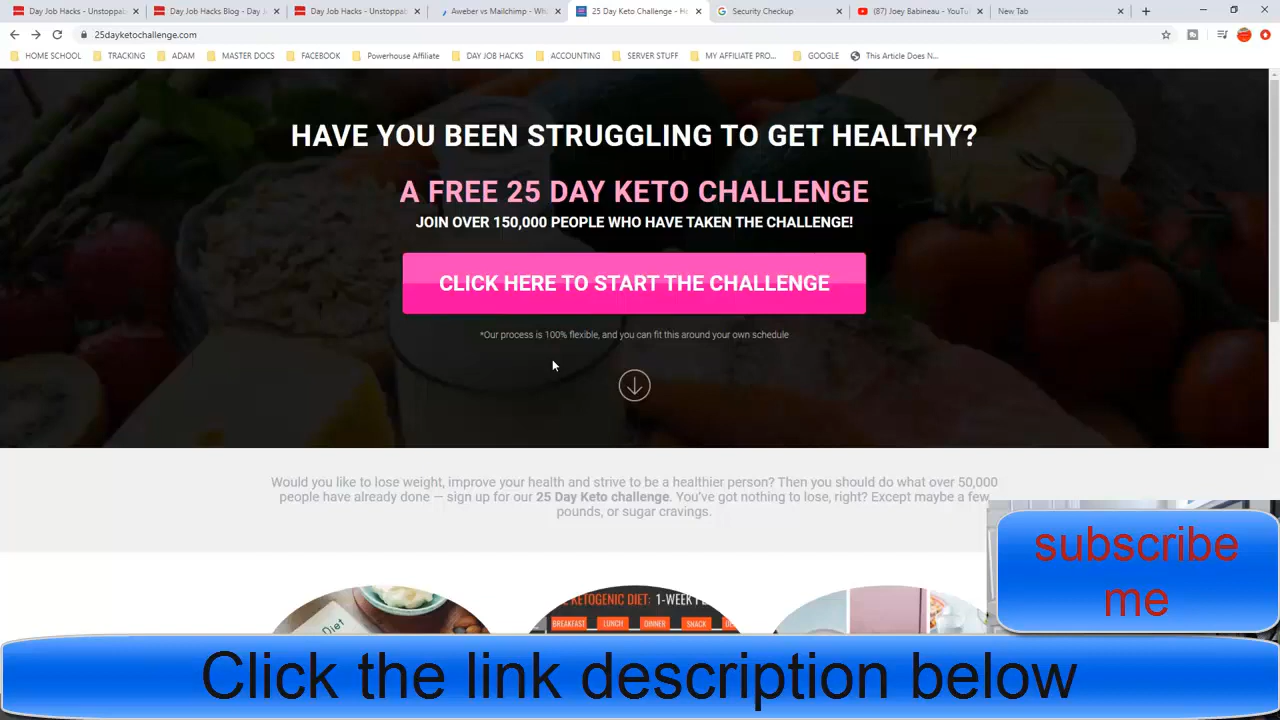 Day Job Hacks - Unstoppabl
Day Job Hacks Blog - Day J
Day Job Hacks - Unstoppabl
Aweber vs Mailchimp - Wh
25 Day Keto Challenge - H
Security Checkup
(87) Joey Babineau - YouTu
New Tab
25dayketochallenge.com
HOME SCHOOL
TRACKING
ADAM
MASTER DOCS
FACEBOOK
Powerhouse Affiliate
DAY JOB HACKS
ACCOUNTING
SERVER STUFF
MY AFFILIATE PRO...
GOOGLE
This Article Does N...
HAVE YOU BEEN STRUGGLING TO GET HEALTHY?
A FREE 25 DAY KETO CHALLENGE
JOIN OVER 150,000 PEOPLE WHO HAVE TAKEN THE CHALLENGE!
CLICK HERE TO START THE CHALLENGE
*Our process is 100% flexible, and you can fit this around your own schedule
Would you like to lose weight, improve your health and strive to be a healthier person? Then you should do what over 50,000
people have already done — sign up for our 25 Day Keto challenge. You've got nothing to lose, right? Except maybe a few
pounds, or sugar cravings.
Diet
KETOGENIC DIET: 1-WEEK
BREAKFAST
LUNCH
DINNER
SNACK
subscribe
me
Click the link description below